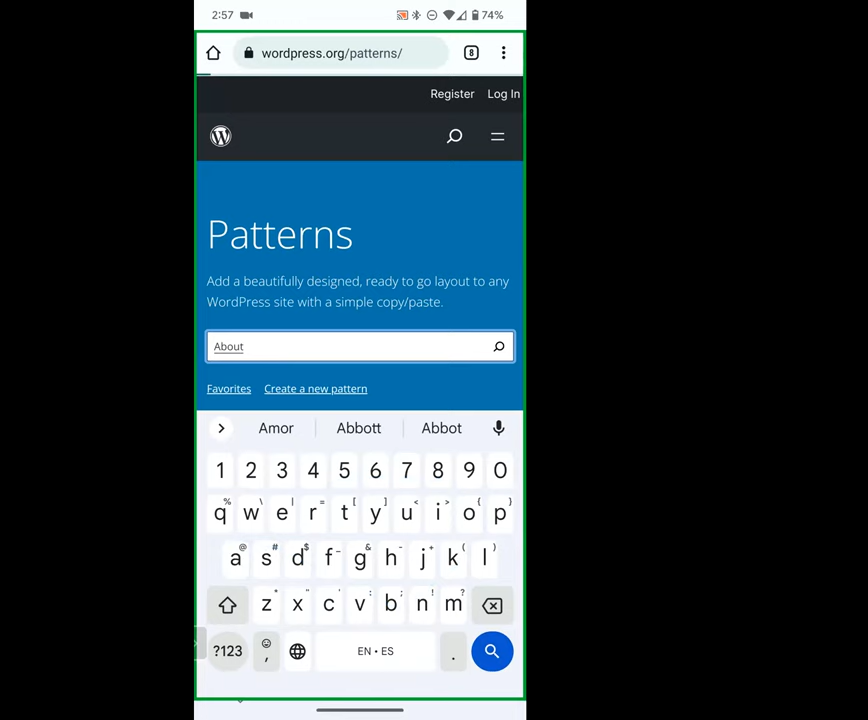 2:57 74%
wordpress.org/patterns/ 8
Register Log In
Patterns
Add a beautifully designed, ready to go layout to any
WordPress site with a simple copy/paste.
About
Favorites Create a new pattern
Amor Abbott Abbot
1 2 3 4 5 6 7 8 9 0
% \ | = [ ] < > { }
q w e r t y u i o p
@ # $ _ & - + ( )
a s d f g h j k l
* " ' : ; ! ?
z x c v b n m
?123 , EN • ES .